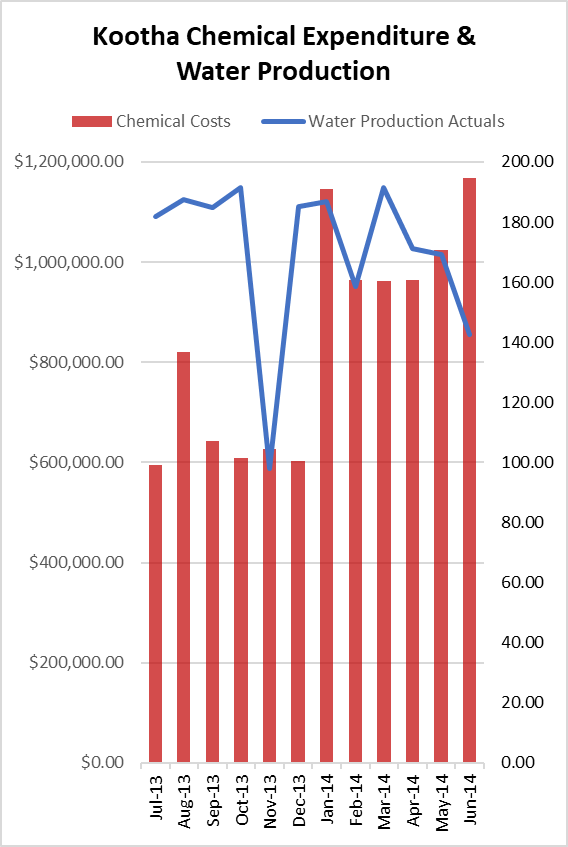 Kootha Chemical Expenditure &
Water Production
Chemical Costs Water Production Actuals
$1,200,000.00 200.00
180.00
$1,000,000.00
160.00
140.00
$800,000.00
120.00
$600,000.00 100.00
80.00
$400,000.00
60.00
40.00
$200,000.00
20.00
$0.00 0.00
Jul-13
Aug-13
Sep-13
Oct-13
Nov-13
Dec-13
Jan-14
Feb-14
Mar-14
Apr-14
May-14
Jun-14